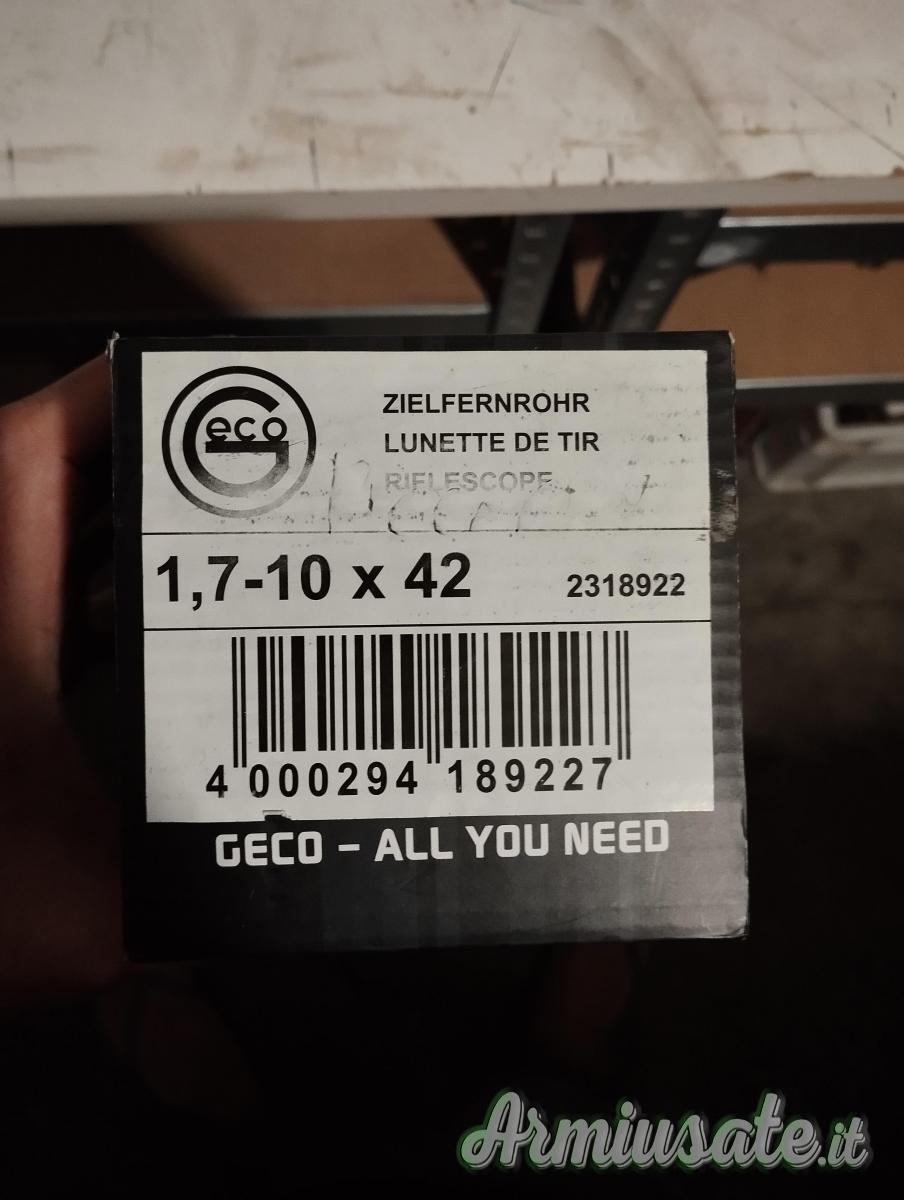 Geco
ZIELFERNROHR
LUNETTE DE TIR
RIFLESCOPE
1,7-10 x 42
2318922
4 000294 189227
GECO – ALL YOU NEED
Armiusate.it